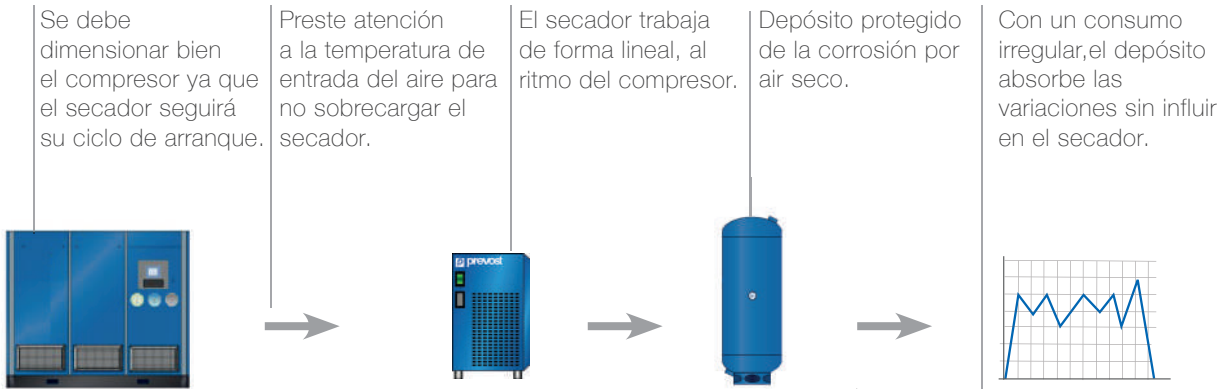 Se debe
dimensionar bien
el compresor ya que
el secador seguirá
su ciclo de arranque.
Preste atención
a la temperatura de
entrada del aire para
no sobrecargar el
secador.
El secador trabaja
de forma lineal, al
ritmo del compresor.
Depósito protegido
de la corrosión por
air seco.
Con un consumo
irregular,el depósito
absorbe las
variaciones sin influir
en el secador.
prevost